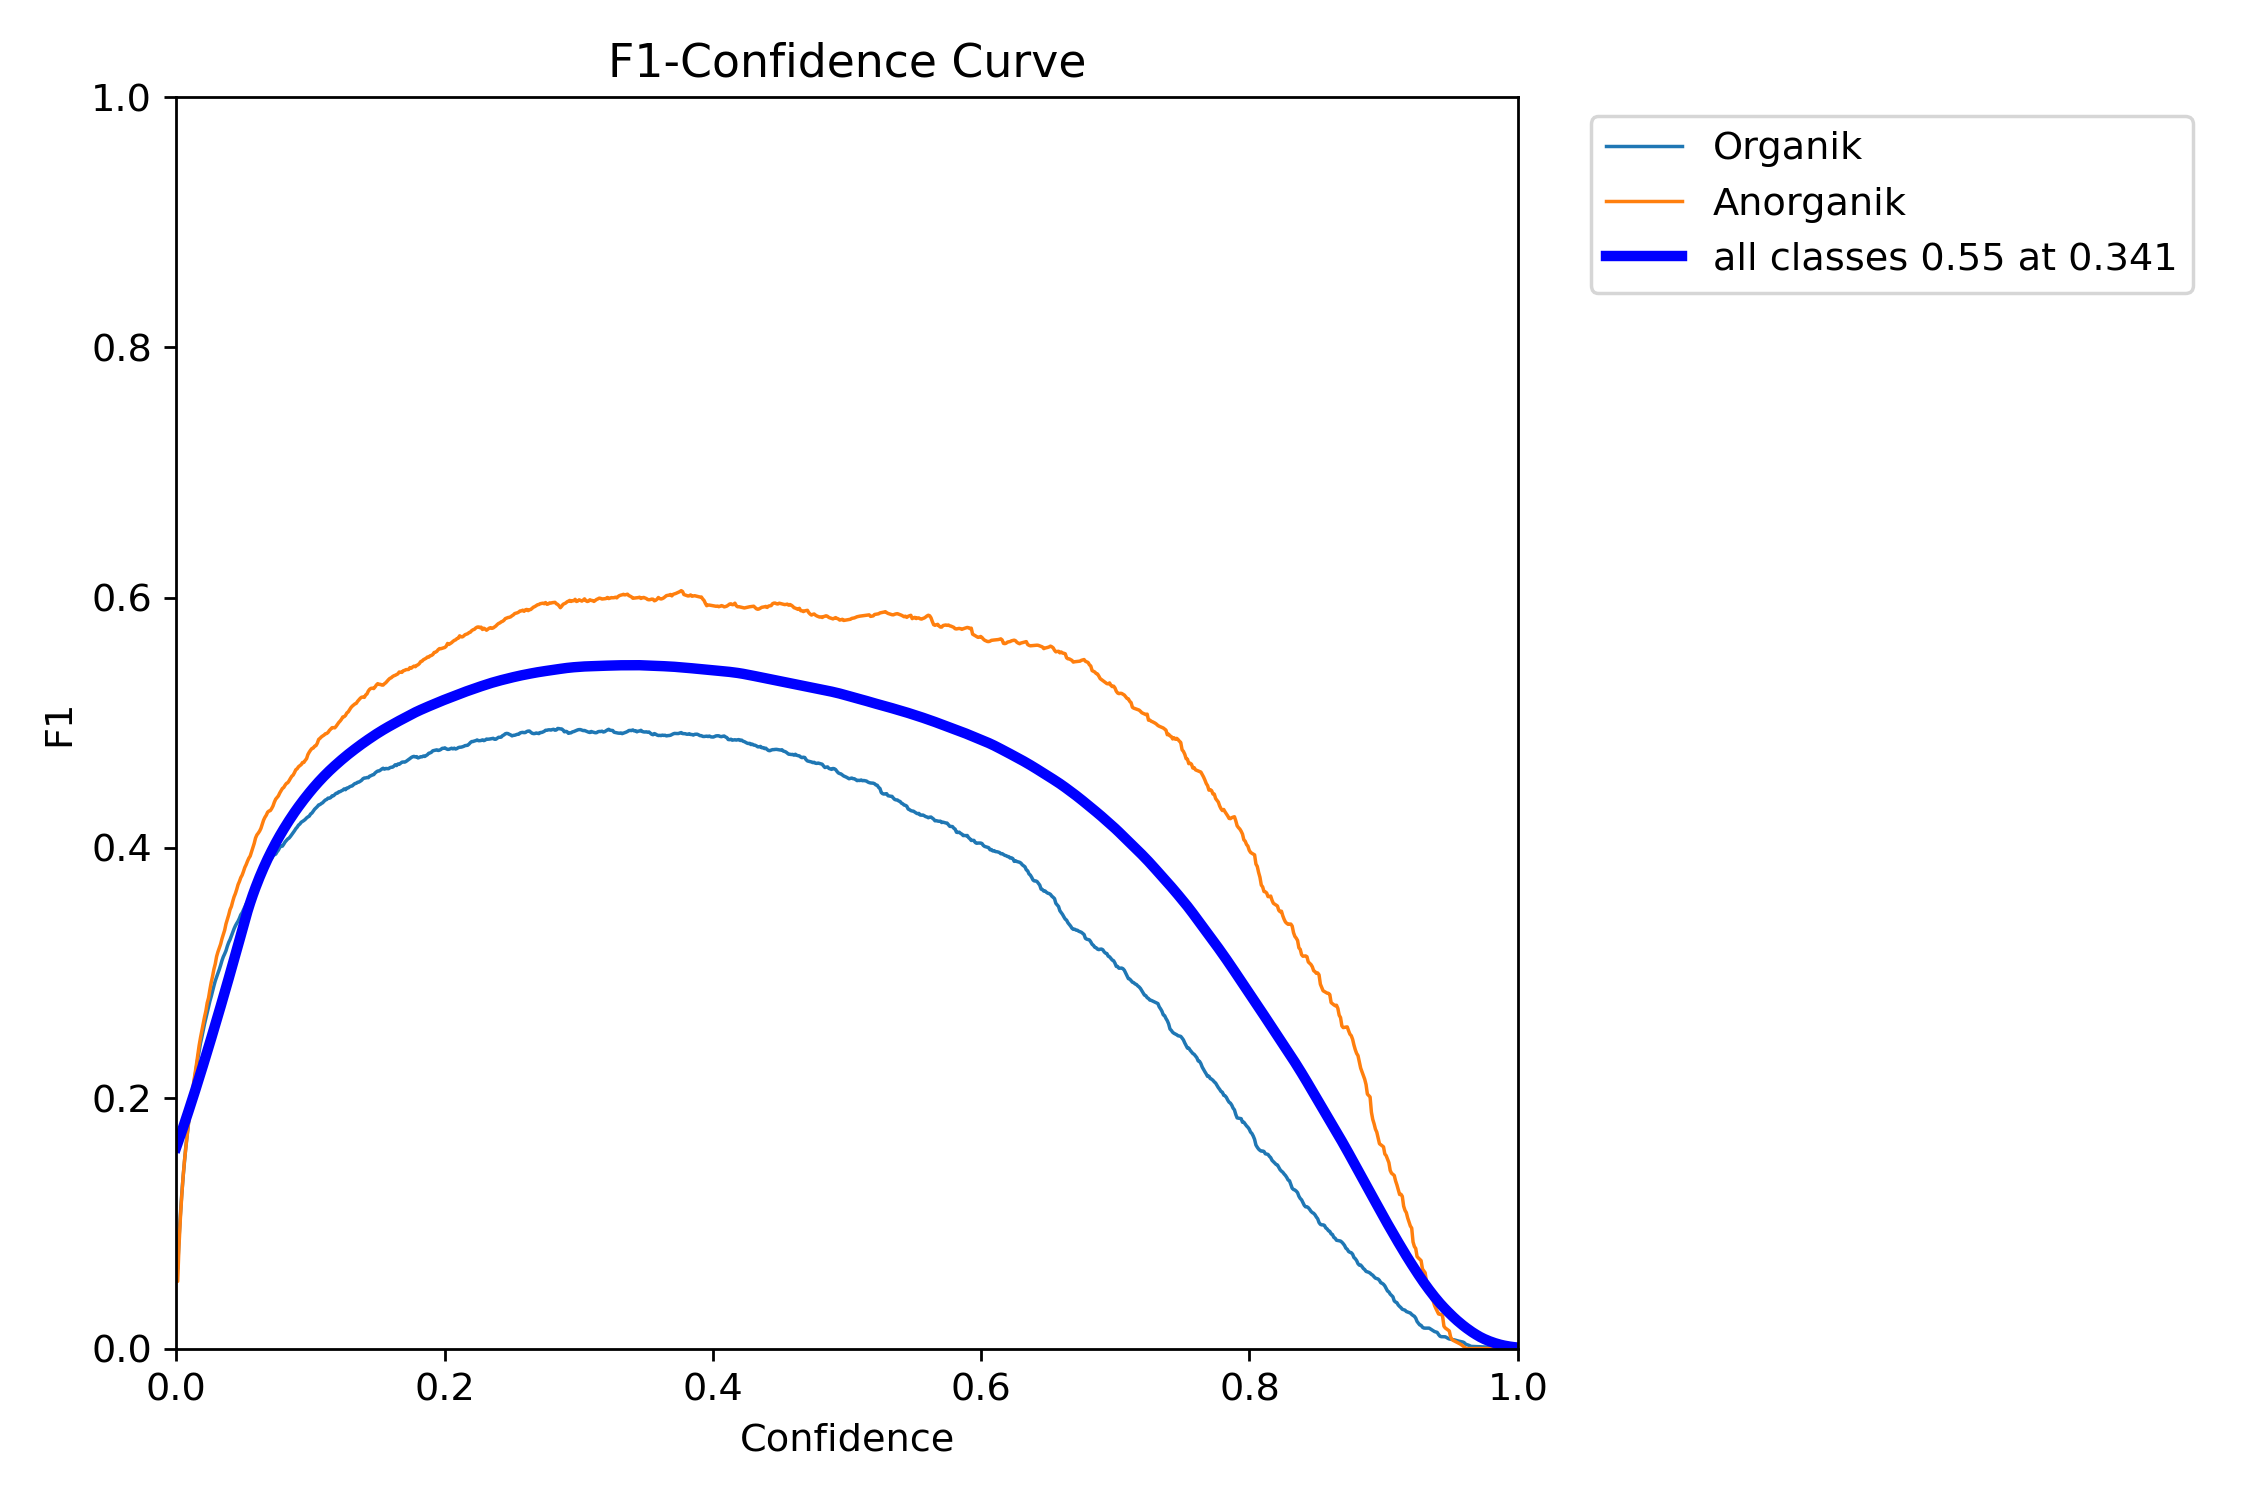 F1-Confidence Curve
Organik
Anorganik
all classes 0.55 at 0.341
1.0
0.8
0.6
0.4
0.2
0.0
F1
0.0 0.2 0.4 0.6 0.8 1.0
Confidence